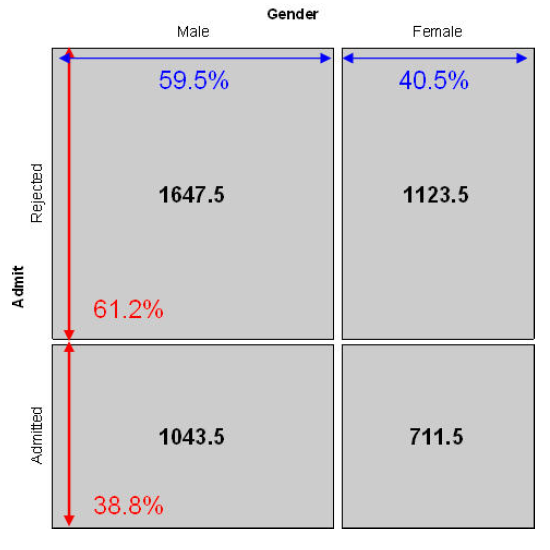 Gender
Male Female
59.5% 40.5%
Rejected
1647.5 1123.5
Admit
61.2%
Admitted
1043.5 711.5
38.8%